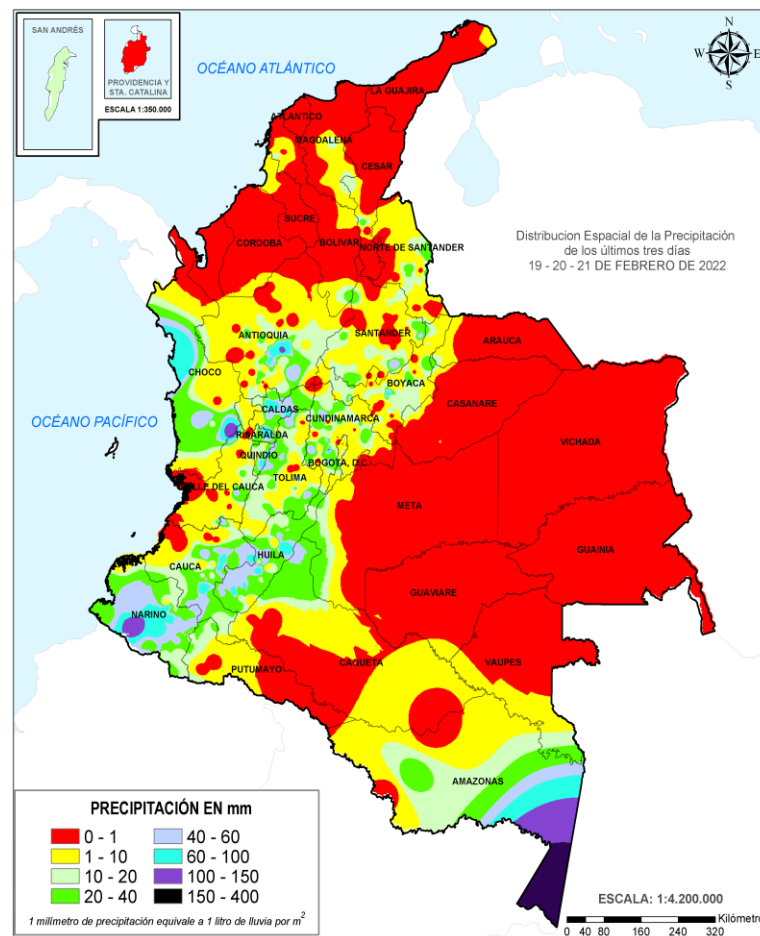 SAN ANDRÉS
PROVIDENCIA Y
STA. CATALINA
ESCALA 1:350.000
N
W
E
S
OCÉANO ATLÁNTICO
LA GUAJIRA
ATLANTICO
MAGDALENA
CESAR
SUCRE
CORDOBA
BOLIVAR
NORTE DE SANTANDER
Distribucion Espacial de la Precipitación
de los últimos tres días
19 - 20 - 21 DE FEBRERO DE 2022
ANTIOQUIA
SANTANDER
ARAUCA
CHOCO
BOYACA
CASANARE
CALDAS
CUNDINAMARCA
OCÉANO PACÍFICO
RISARALDA
VICHADA
QUINDIO
BOGOTA, D.C.
TOLIMA
VALLE DEL CAUCA
META
GUAINIA
HUILA
CAUCA
GUAVIARE
NARIÑO
CAQUETA
VAUPES
PUTUMAYO
AMAZONAS
PRECIPITACIÓN EN mm
0 - 1
40 - 60
1 - 10
60 - 100
10 - 20
100 - 150
20 - 40
150 - 400
1 milímetro de precipitación equivale a 1 litro de lluvia por m²
ESCALA: 1:4.200.000
Kilómetro
0 40 80 160 240 320